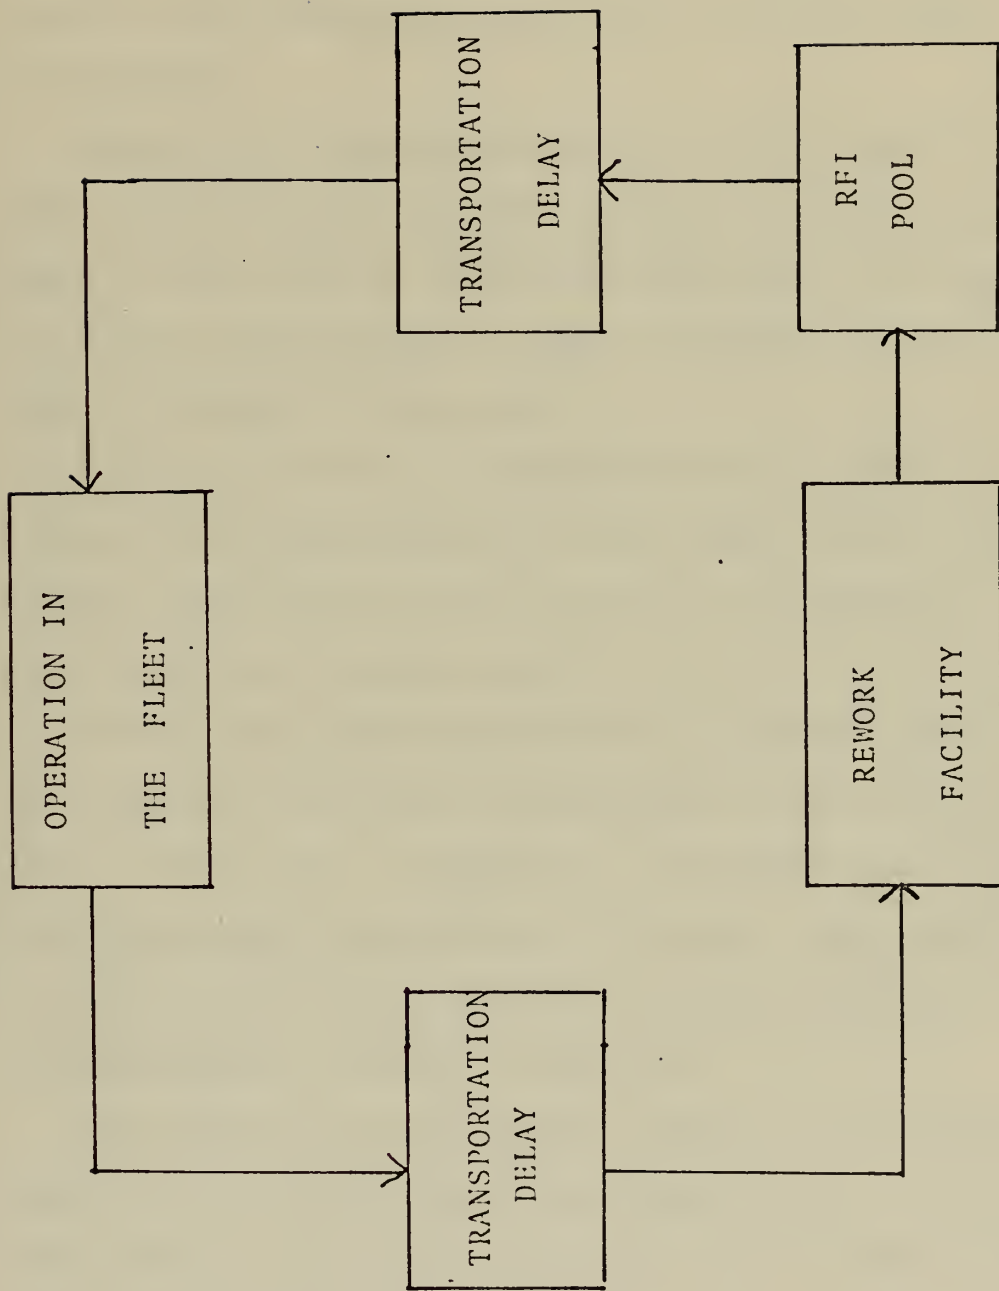 OPERATION IN
THE FLEET
TRANSPORTATION
DELAY
TRANSPORTATION
DELAY
REWORK
FACILITY
RFI
POOL